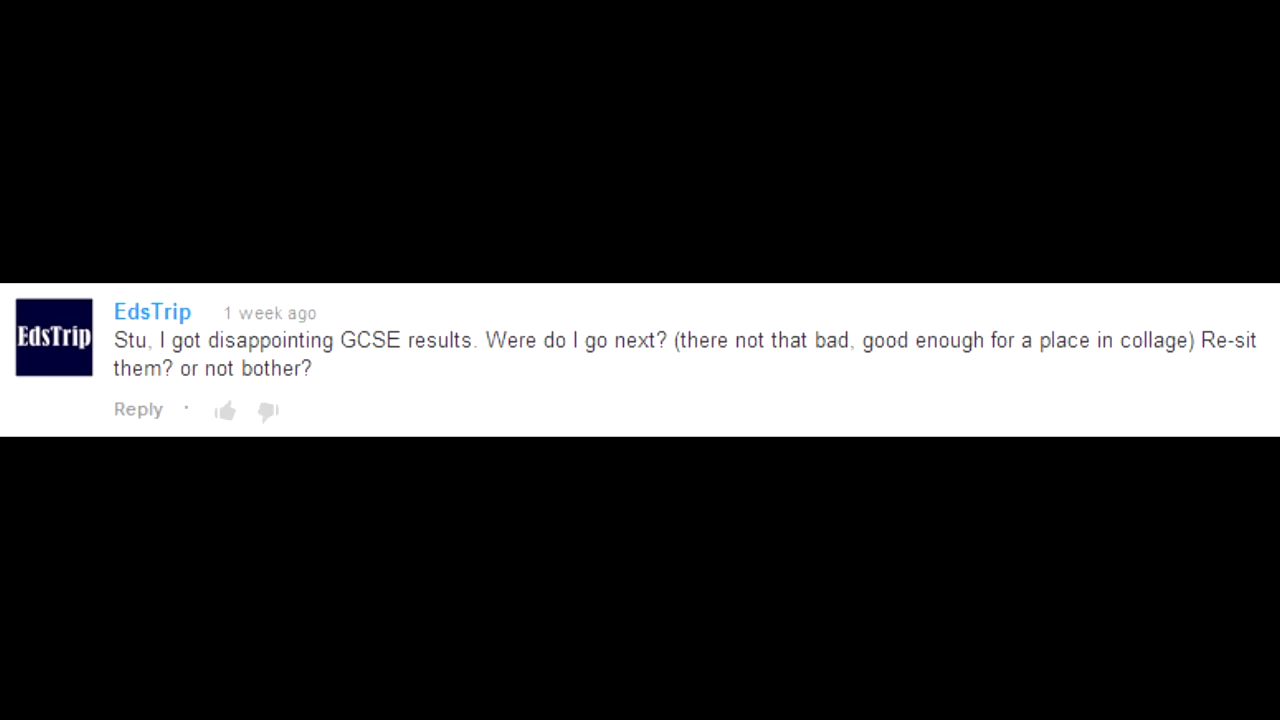 EdsTrip
EdsTrip 1 week ago
Stu, I got disappointing GCSE results. Were do I go next? (there not that bad, good enough for a place in collage) Re-sit
them? or not bother?
Reply ·